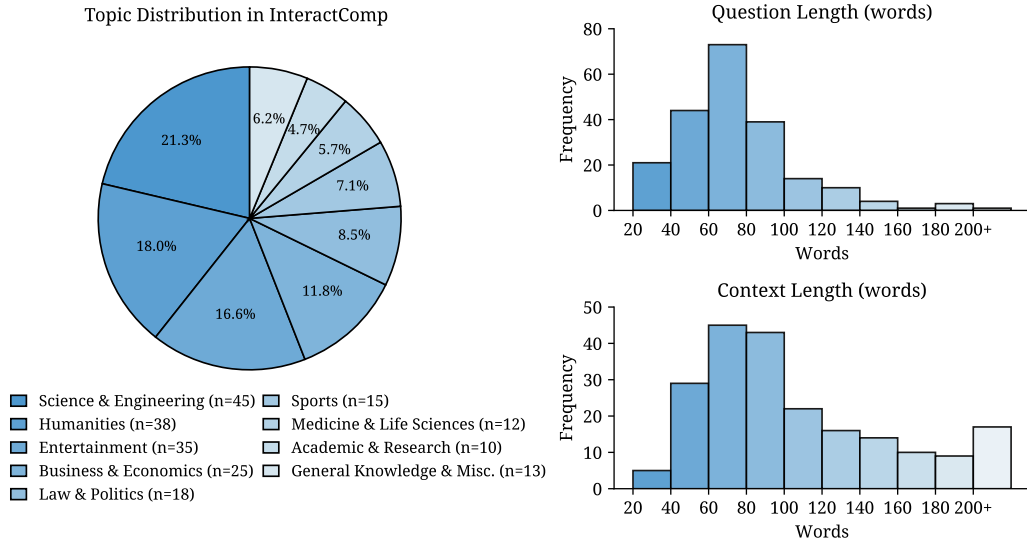 Topic Distribution in InteractComp
21.3%
18.0%
16.6%
11.8%
8.5%
7.1%
5.7%
4.7%
6.2%
Science & Engineering (n=45)
Humanities (n=38)
Entertainment (n=35)
Business & Economics (n=25)
Law & Politics (n=18)
Sports (n=15)
Medicine & Life Sciences (n=12)
Academic & Research (n=10)
General Knowledge & Misc. (n=13)
Question Length (words)
Frequency
80
60
40
20
0
20 40 60 80 100 120 140 160 180 200+
Words
Context Length (words)
Frequency
50
40
30
20
10
0
20 40 60 80 100 120 140 160 180 200+
Words